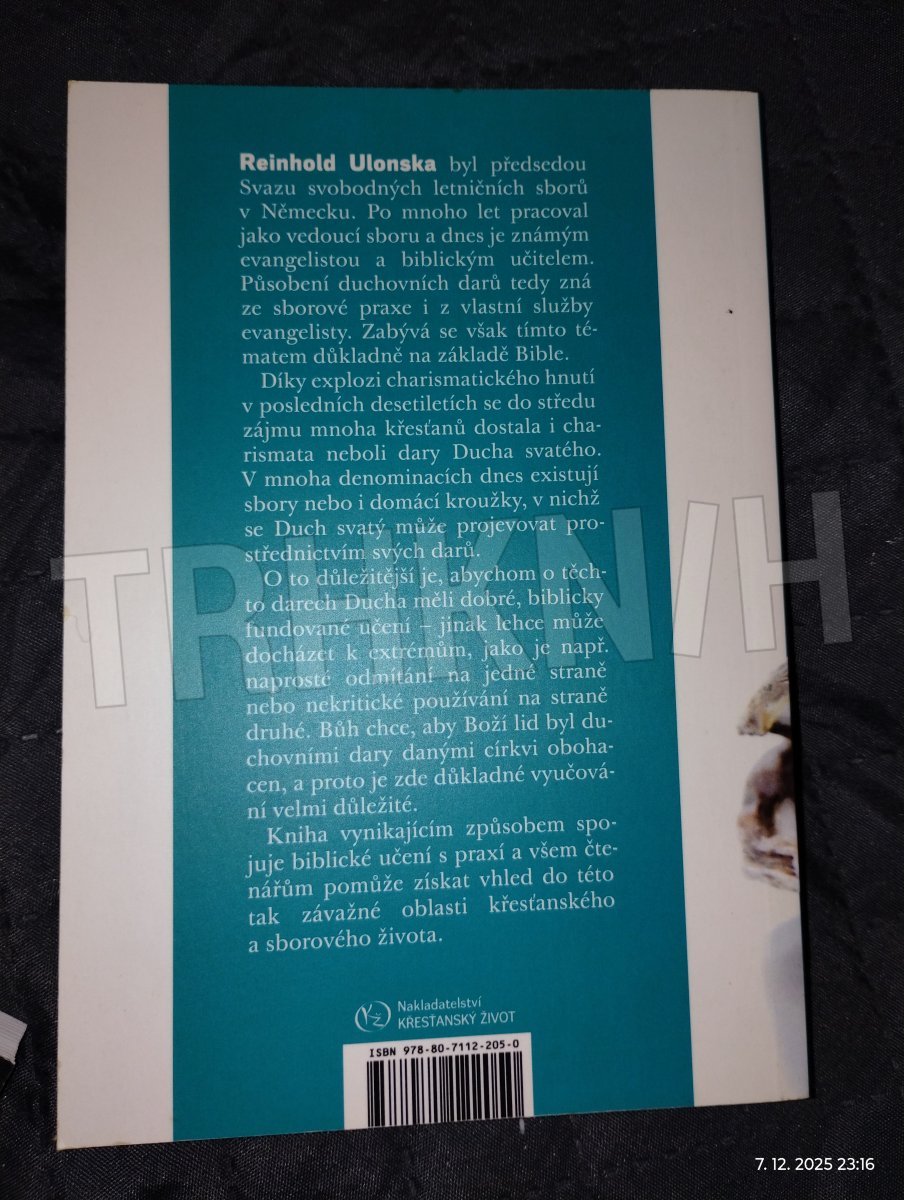 Reinhold Ulonska byl předsedou
Svazu svobodných letničních sborů
v Německu. Po mnoho let pracoval
jako vedoucí sboru a dnes je známým
evangelistou a biblickým učitelem.
Působení duchovních darů tedy zná
ze sborové praxe i z vlastní služby
evangelisty. Zabývá se však tímto té-
matem důkladně na základě Bible.
Díky explozi charismatického hnutí
v posledních desetiletích se do středu
zájmu mnoha křesťanů dostala i cha-
rismata neboli dary Ducha svatého.
V mnoha denominacích dnes existují
sbory nebo i domácí kroužky, v nichž
se Duch svatý může projevovat pro-
střednictvím svých darů.
O to důležitější je, abychom o těch-
to darech Ducha měli dobré, biblicky
fundované učení – jinak lehce může
docházet k extrémům, jako je např.
naprosté odmítání na jedné straně
nebo nekritické používání na straně
druhé. Bůh chce, aby Boží lid byl du-
chovními dary danými církvi oboha-
cen, a proto je zde důkladné vyučová-
ní velmi důležité.
Kniha vynikajícím způsobem spo-
juje biblické učení s praxí a všem čte-
nářům pomůže získat vhled do této
tak závažné oblasti křesťanského
a sborového života.
TRHKNIH
Nakladatelství
KŘESŤANSKÝ ŽIVOT
ISBN 978-80-7112-205-0
7. 12. 2025 23:16